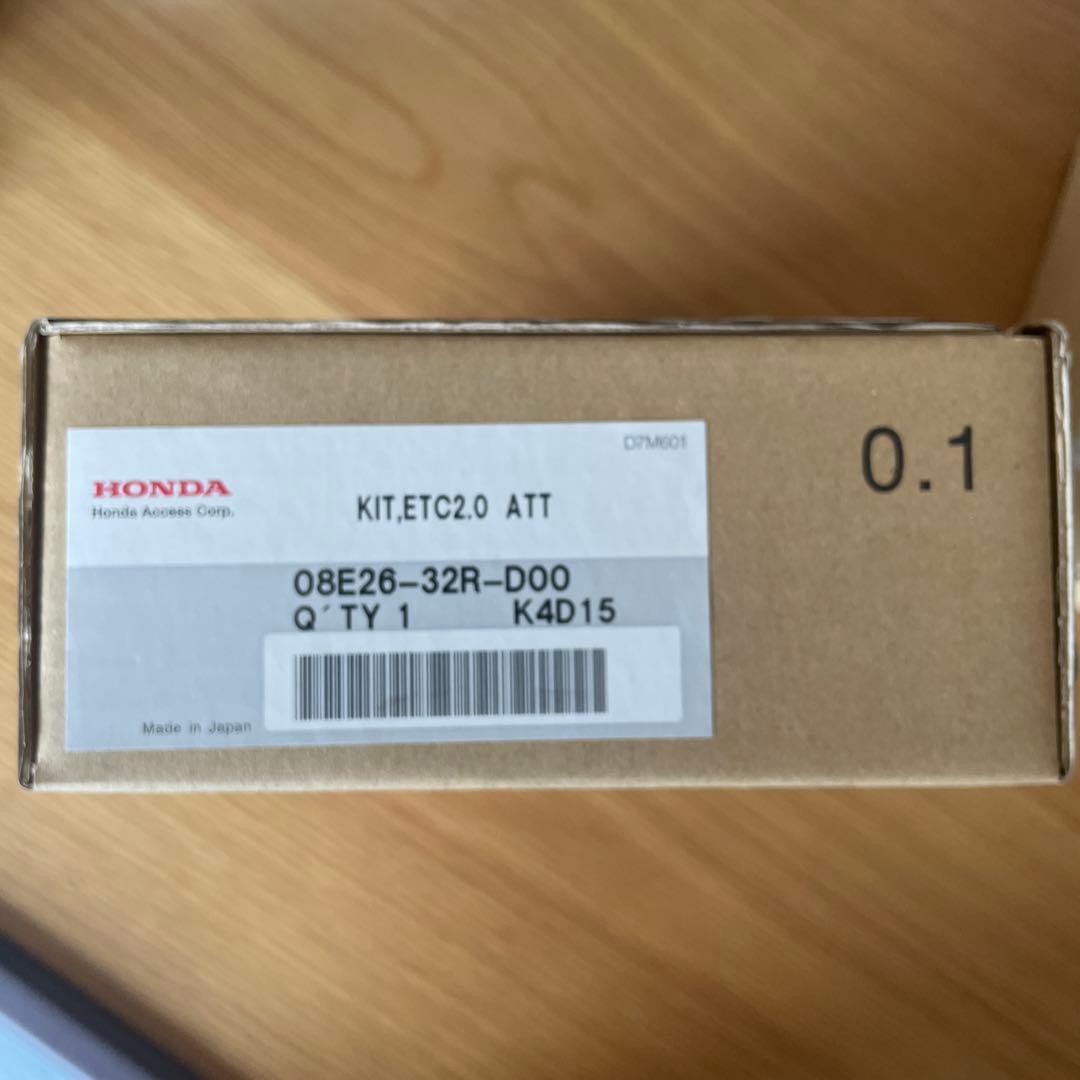 D7M601
0.1
HONDA
Honda Access Corp.
KIT,ETC2.0 ATT
08E26-32R-D00
Q´TY 1 K4D15
Made in Japan